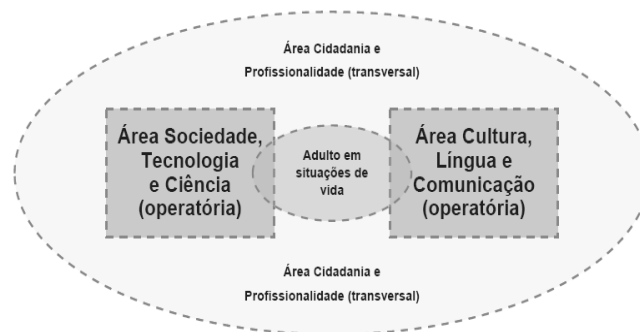 Área Cidadania e
Profissionalidade (transversal)
Área Sociedade,
Tecnologia
e Ciência
(operatória)
Adulto em
situações de
vida
Área Cultura,
Língua e
Comunicação
(operatória)
Área Cidadania e
Profissionalidade (transversal)